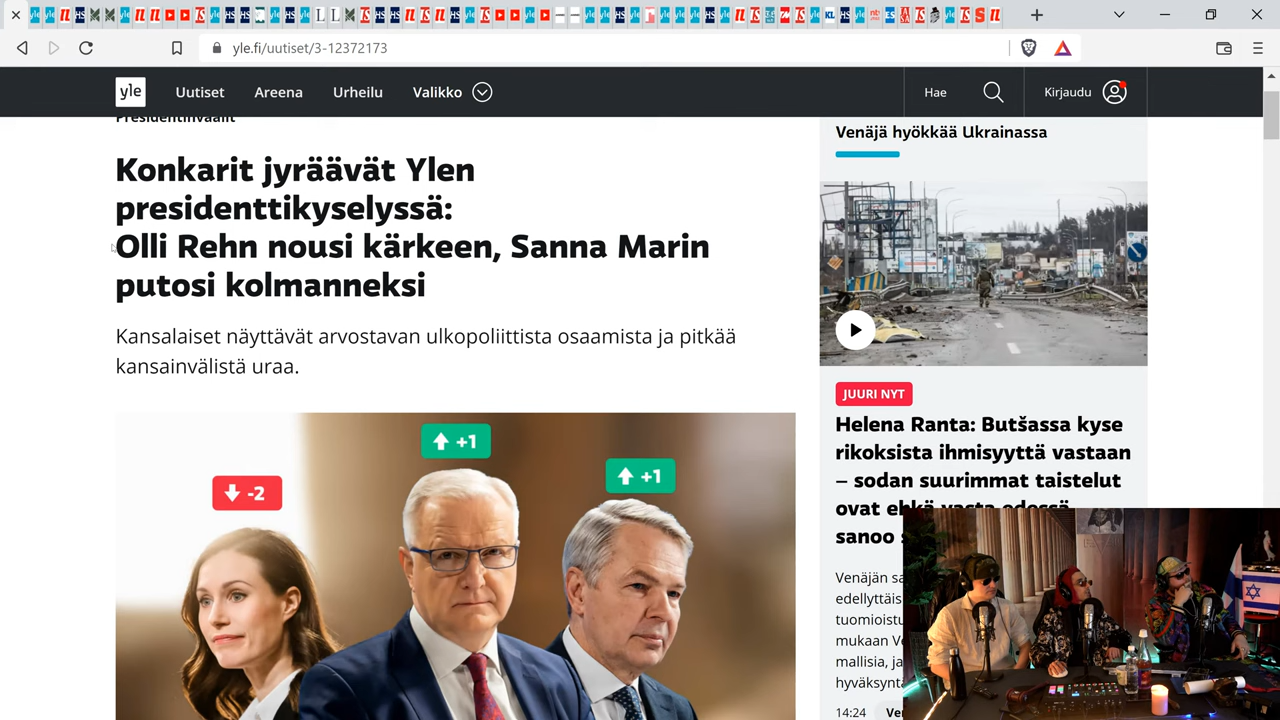 yle.fi/uutiset/3-12372173
yle
Uutiset
Areena
Urheilu
Valikko
Hae
Kirjaudu
Presidentinvaalit
Konkarit jyräävät Ylen
presidenttikyselyssä:
Olli Rehn nousi kärkeen, Sanna Marin
putosi kolmanneksi
Kansalaiset näyttävät arvostavan ulkopoliittista osaamista ja pitkää
kansainvälistä uraa.
-2
+1
+1
Venäjä hyökkää Ukrainassa
JUURI NYT
Helena Ranta: Butšassa kyse
rikoksista ihmisyyttä vastaan
– sodan suurimmat taistelut
ovat ehkä vasta edessä,
sanoo
Venäjän
edellyttäis
tuomioistu
mukaan
mallisia,
hyväksynt
14:24